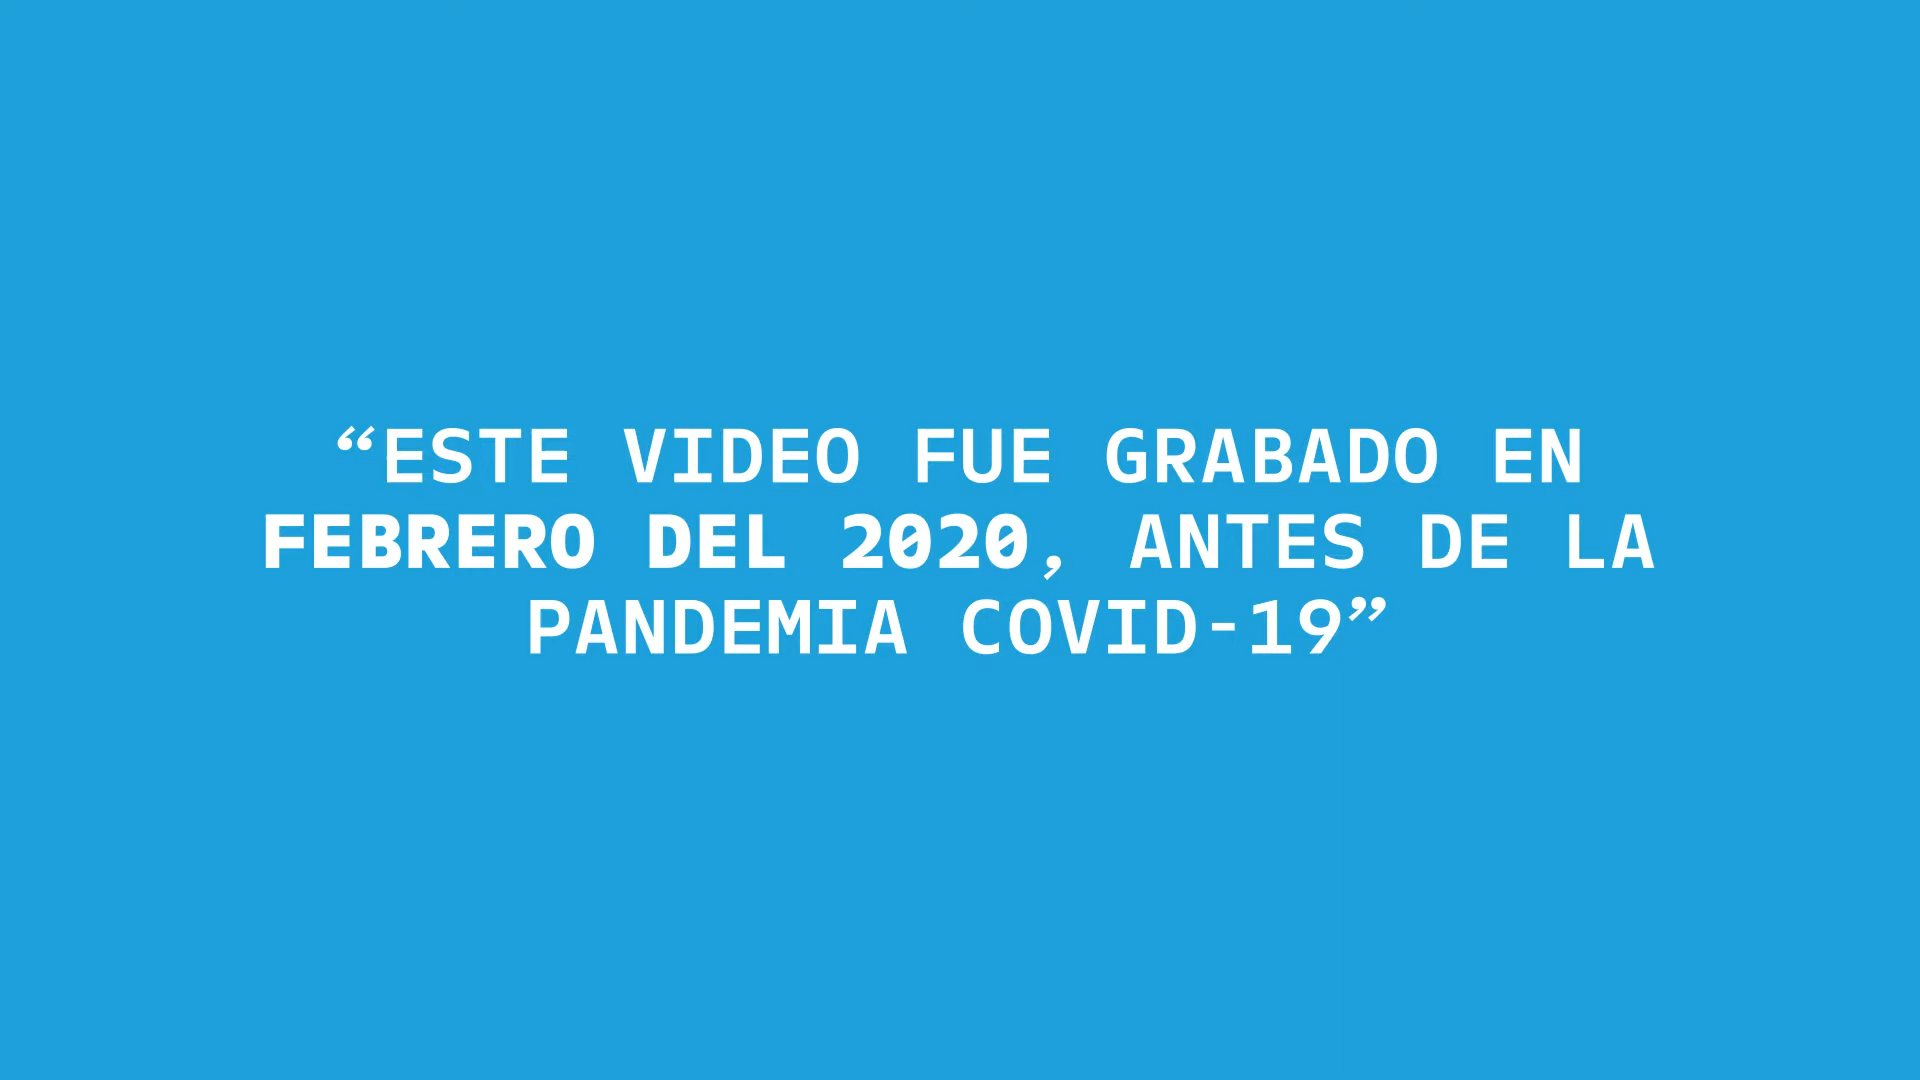 “ESTE VIDEO FUE GRABADO EN
FEBRERO DEL 2020, ANTES DE LA
PANDEMIA COVID-19”